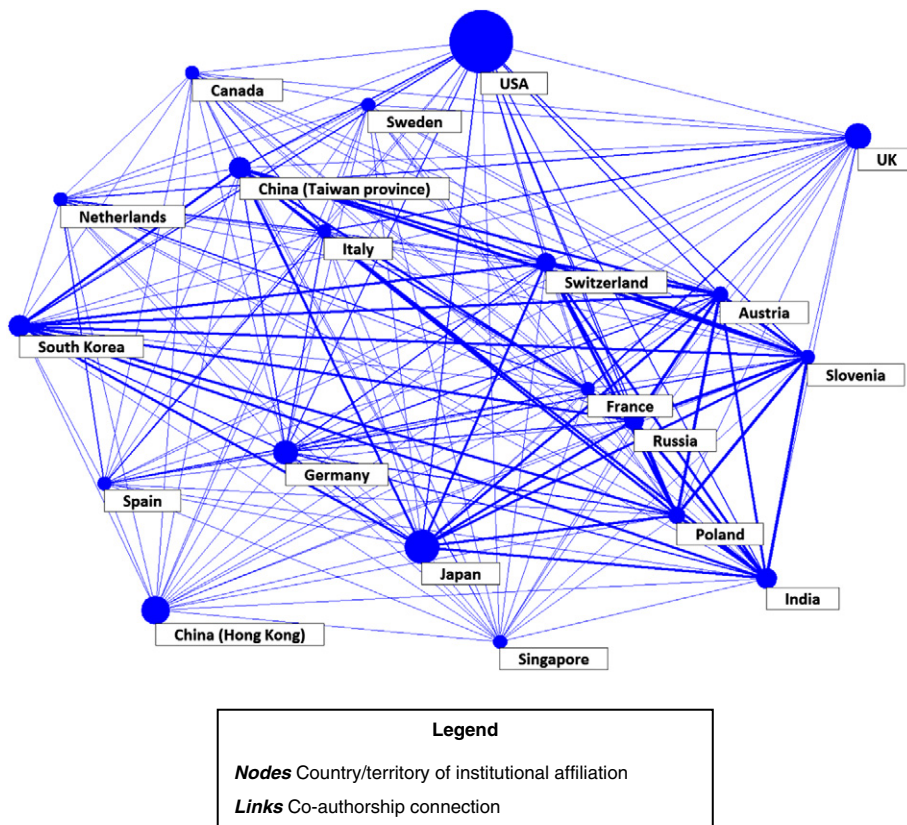 USA
Canada
Sweden
UK
China (Taiwan province)
Netherlands
Italy
Switzerland
Austria
South Korea
Slovenia
France
Russia
Germany
Spain
Poland
Japan
India
China (Hong Kong)
Singapore
Legend
Nodes Country/territory of institutional affiliation
Links Co-authorship connection